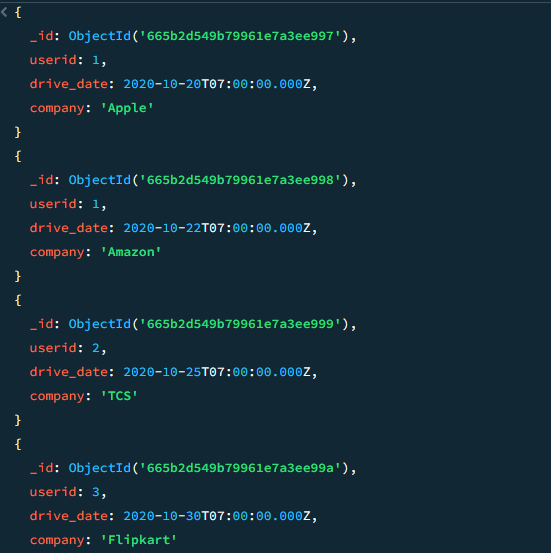 {
_id: ObjectId('665b2d549b79961e7a3ee997'),
userid: 1,
drive_date: 2020-10-20T07:00:00.000Z,
company: 'Apple'
}
{
_id: ObjectId('665b2d549b79961e7a3ee998'),
userid: 1,
drive_date: 2020-10-22T07:00:00.000Z,
company: 'Amazon'
}
{
_id: ObjectId('665b2d549b79961e7a3ee999'),
userid: 2,
drive_date: 2020-10-25T07:00:00.000Z,
company: 'TCS'
}
{
_id: ObjectId('665b2d549b79961e7a3ee99a'),
userid: 3,
drive_date: 2020-10-30T07:00:00.000Z,
company: 'Flipkart'